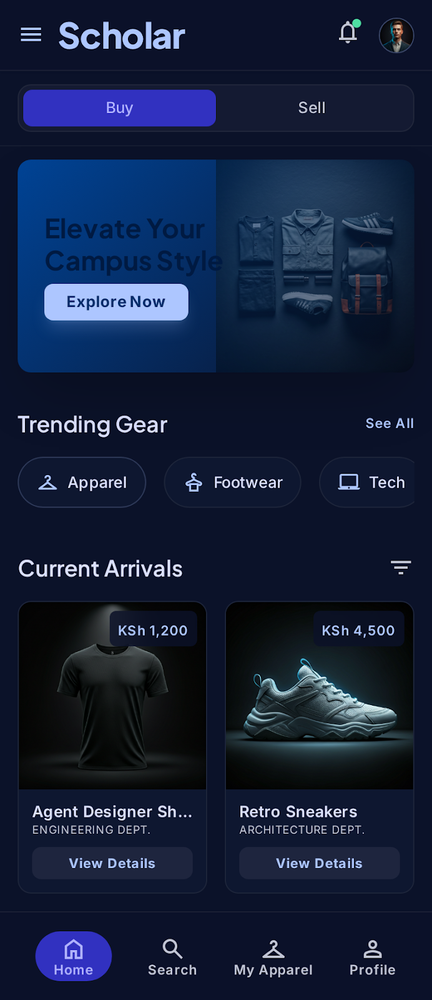 Scholar
Buy
Sell
Elevate Your
Campus Style
Explore Now
Trending Gear
See All
Apparel
Footwear
Tech
Current Arrivals
KSh 1,200
KSh 4,500
Agent Designer Sh...
ENGINEERING DEPT.
View Details
Retro Sneakers
ARCHITECTURE DEPT.
View Details
Home
Search
My Apparel
Profile